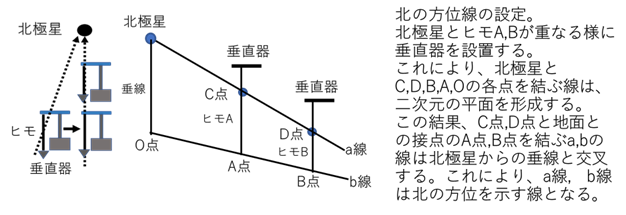 北極星
ヒモ
垂直器
北極星
垂直器
垂直器
垂線
C点
ヒモA
D点
ヒモB
a線
O点
A点
B点
b線
北の方位線の設定。
北極星とヒモA,Bが重なる様に
垂直器を設置する。
これにより、北極星と
C,D,B,A,Oの各点を結ぶ線は、
二次元の平面を形成する。
この結果、C点,D点と地面と
の接点のA点,B点を結ぶa,bの
線は北極星からの垂線と交叉
する。これにより、a線,　b線
は北の方位を示す線となる。